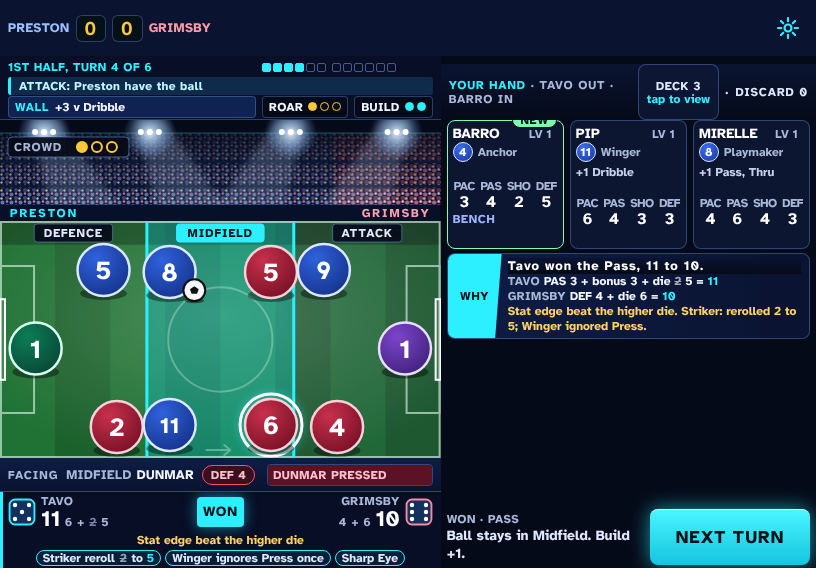 PRESTON 0 0 GRIMSBY
1ST HALF, TURN 4 OF 6
ATTACK: Preston have the ball
WALL +3 v Dribble
ROAR
BUILD
CROWD
PRESTON GRIMSBY
DEFENCE MIDFIELD ATTACK
5 8 5 9
1 1
2 11 6 4
FACING MIDFIELD DUNMAR DEF 4 DUNMAR PRESSED
TAVO
11 6 + 2 5
WON
GRIMSBY
4 + 6 10
Stat edge beat the higher die
Striker reroll 2 to 5
Winger ignores Press once
Sharp Eye
YOUR HAND · TAVO OUT ·
BARRO IN
DECK 3
tap to view
· DISCARD 0
NEW
BARRO LV 1
4 Anchor
PAC PAS SHO DEF
3 4 2 5
BENCH
PIP LV 1
11 Winger
+1 Dribble
PAC PAS SHO DEF
6 4 3 3
MIRELLE LV 1
8 Playmaker
+1 Pass, Thru
PAC PAS SHO DEF
4 6 4 3
WHY
Tavo won the Pass, 11 to 10.
TAVO PAS 3 + bonus 3 + die 2 5 = 11
GRIMSBY DEF 4 + die 6 = 10
Stat edge beat the higher die. Striker: rerolled 2 to
5; Winger ignored Press.
WON · PASS
Ball stays in Midfield. Build
+1.
NEXT TURN